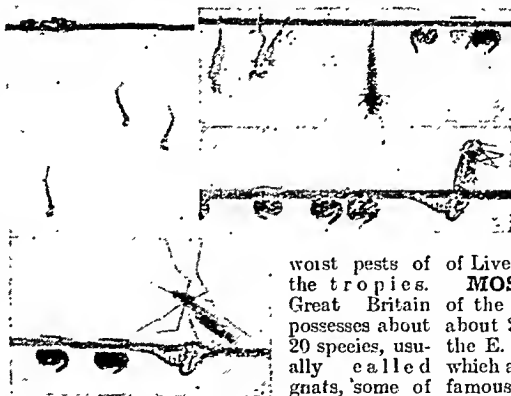 worst pests of
the tropics.
Great Britain
possesses about
20 species, usu-
ally called
gnats, some of
of Live
MOS
of the
about
the E.
which a
famous